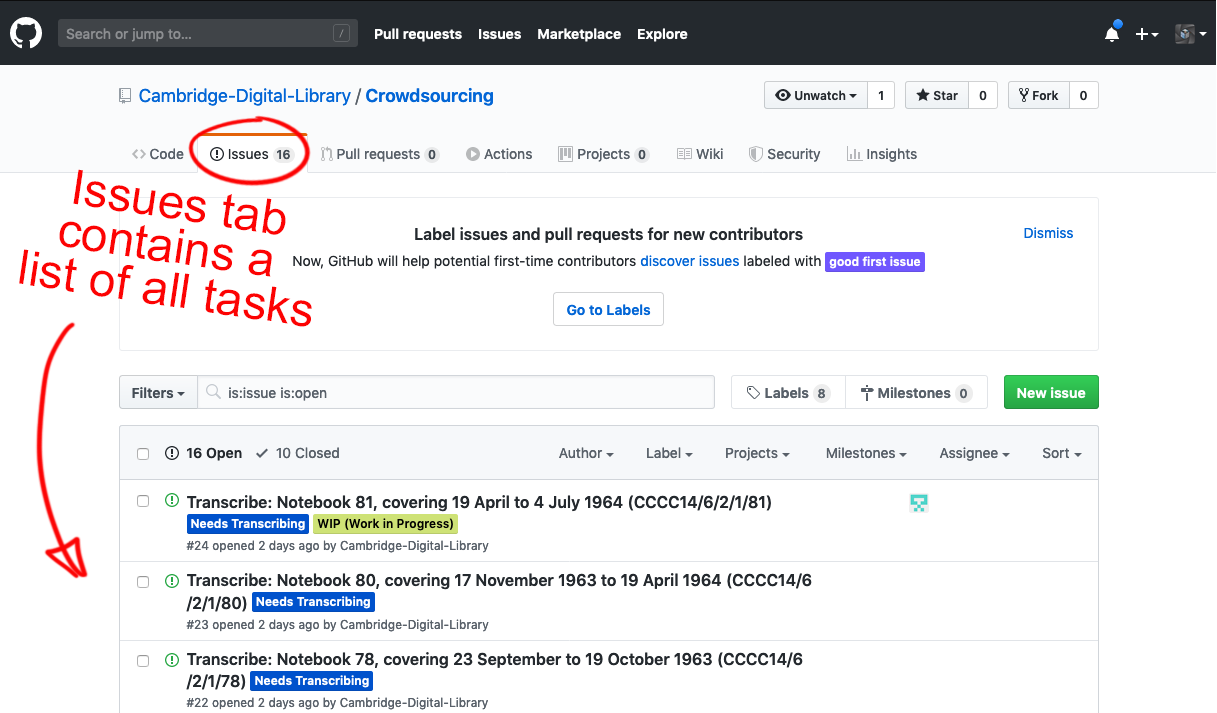 Search or jump to... /
Pull requests Issues Marketplace Explore
Cambridge-Digital-Library / Crowdsourcing
Unwatch 1 Star 0 Fork 0
Code Issues 16 Pull requests 0 Actions Projects 0 Wiki Security Insights
Issues tab
contains a
list of all tasks
Label issues and pull requests for new contributors
Dismiss
Now, GitHub will help potential first-time contributors discover issues labeled with good first issue
Go to Labels
Filters is:issue is:open Labels 8 Milestones 0 New issue
16 Open 10 Closed Author Label Projects Milestones Assignee Sort
Transcribe: Notebook 81, covering 19 April to 4 July 1964 (CCCC14/6/2/1/81)
Needs Transcribing WIP (Work in Progress)
#24 opened 2 days ago by Cambridge-Digital-Library
Transcribe: Notebook 80, covering 17 November 1963 to 19 April 1964 (CCCC14/6
/2/1/80) Needs Transcribing
#23 opened 2 days ago by Cambridge-Digital-Library
Transcribe: Notebook 78, covering 23 September to 19 October 1963 (CCCC14/6
/2/1/78) Needs Transcribing
#22 opened 2 days ago by Cambridge-Digital-Library